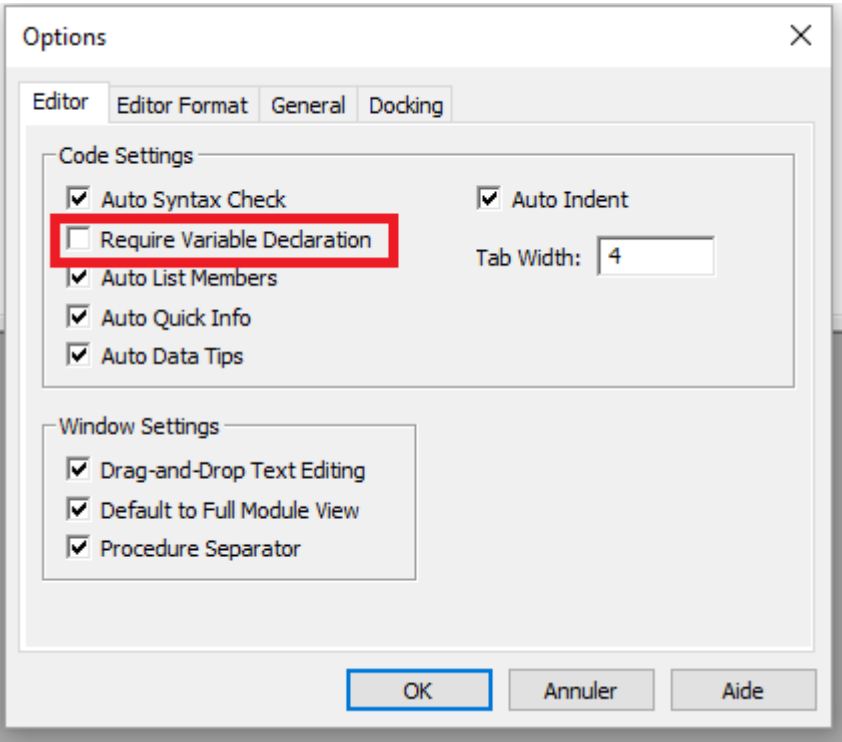 Options
Editor Editor Format General Docking
Code Settings
Auto Syntax Check Auto Indent
Require Variable Declaration
Tab Width: 4
Auto List Members
Auto Quick Info
Auto Data Tips
Window Settings
Drag-and-Drop Text Editing
Default to Full Module View
Procedure Separator
OK Annuler Aide